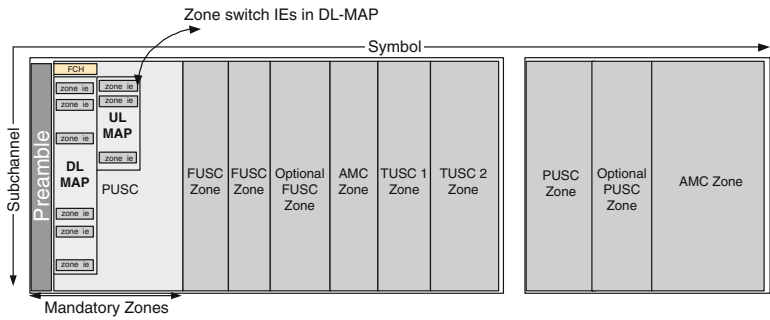 Zone switch IEs in DL-MAP
Symbol
Subchannel
Preamble
FCH
zone ie
zone ie
zone ie
DL
MAP
zone ie
zone ie
zone ie
zone ie
zone ie
UL
MAP
zone ie
PUSC
FUSC
Zone
FUSC
Zone
Optional
FUSC
Zone
AMC
Zone
TUSC 1
Zone
TUSC 2
Zone
PUSC
Zone
Optional
PUSC
Zone
AMC Zone
Mandatory Zones